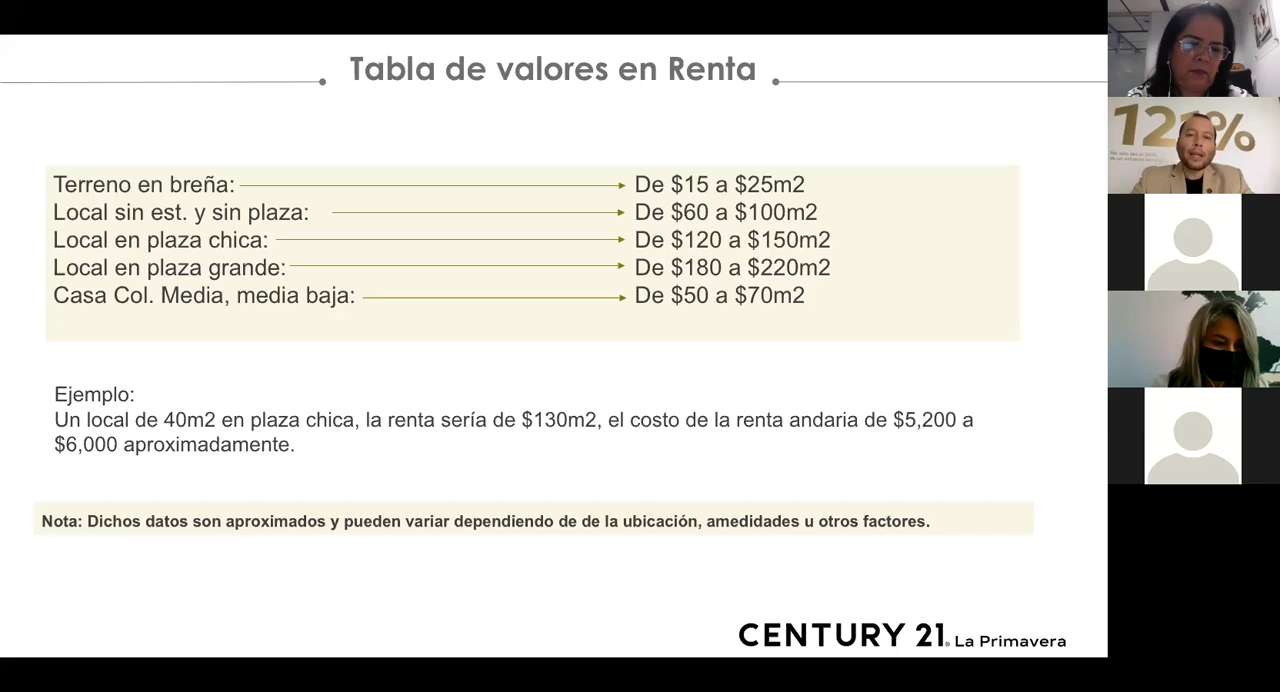 Tabla de valores en Renta
Terreno en breña: De $15 a $25m2
Local sin est. y sin plaza: De $60 a $100m2
Local en plaza chica: De $120 a $150m2
Local en plaza grande: De $180 a $220m2
Casa Col. Media, media baja: De $50 a $70m2
Ejemplo:
Un local de 40m2 en plaza chica, la renta sería de $130m2, el costo de la renta andaria de $5,200 a
$6,000 aproximadamente.
Nota: Dichos datos son aproximados y pueden variar dependiendo de de la ubicación, amedidades u otros factores.
CENTURY 21® La Primavera